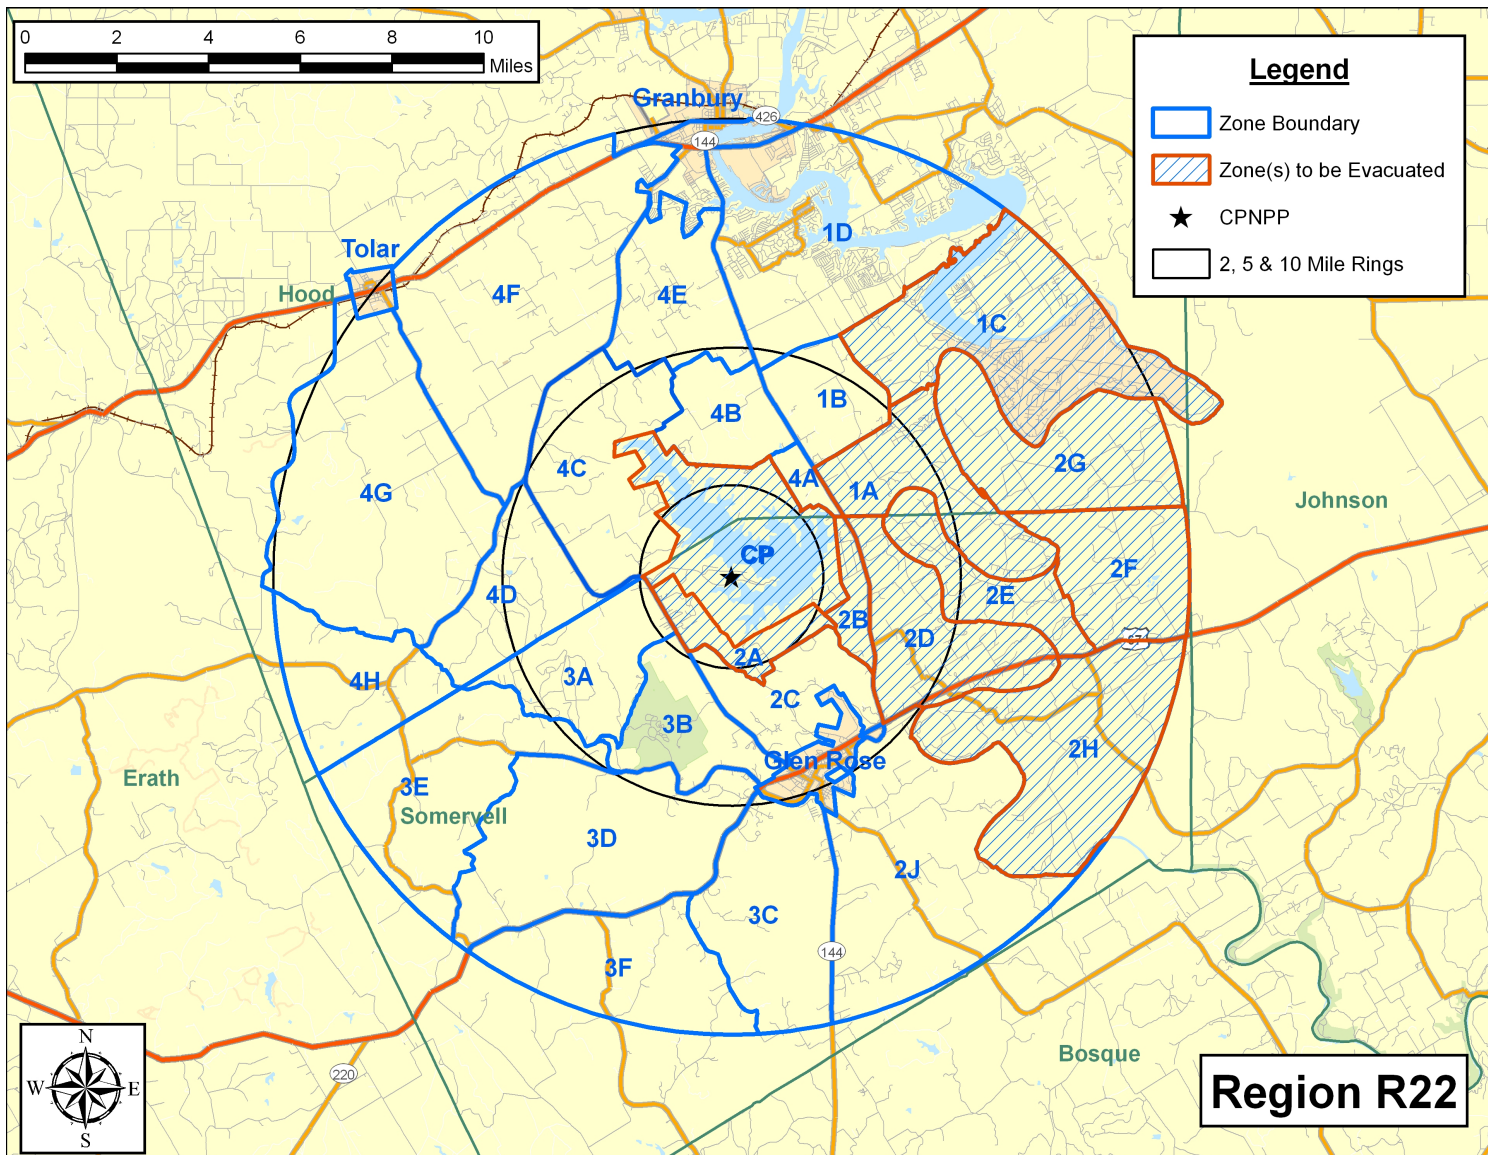 0 2 4 6 8 10
Miles
Legend
Zone Boundary
Zone(s) to be Evacuated
CPNPP
2, 5 & 10 Mile Rings
Granbury
426
144
1D
Tolar
Hood
4F
4E
1C
4B
1B
4C
4A
1A
2G
4G
Johnson
CP
2F
4D
2E
2B
2D
2A
3A
4H
2C
3B
2H
Glen Rose
Erath
3E
Somervell
3D
2J
3C
144
3F
Bosque
220
N
W E
S
Region R22